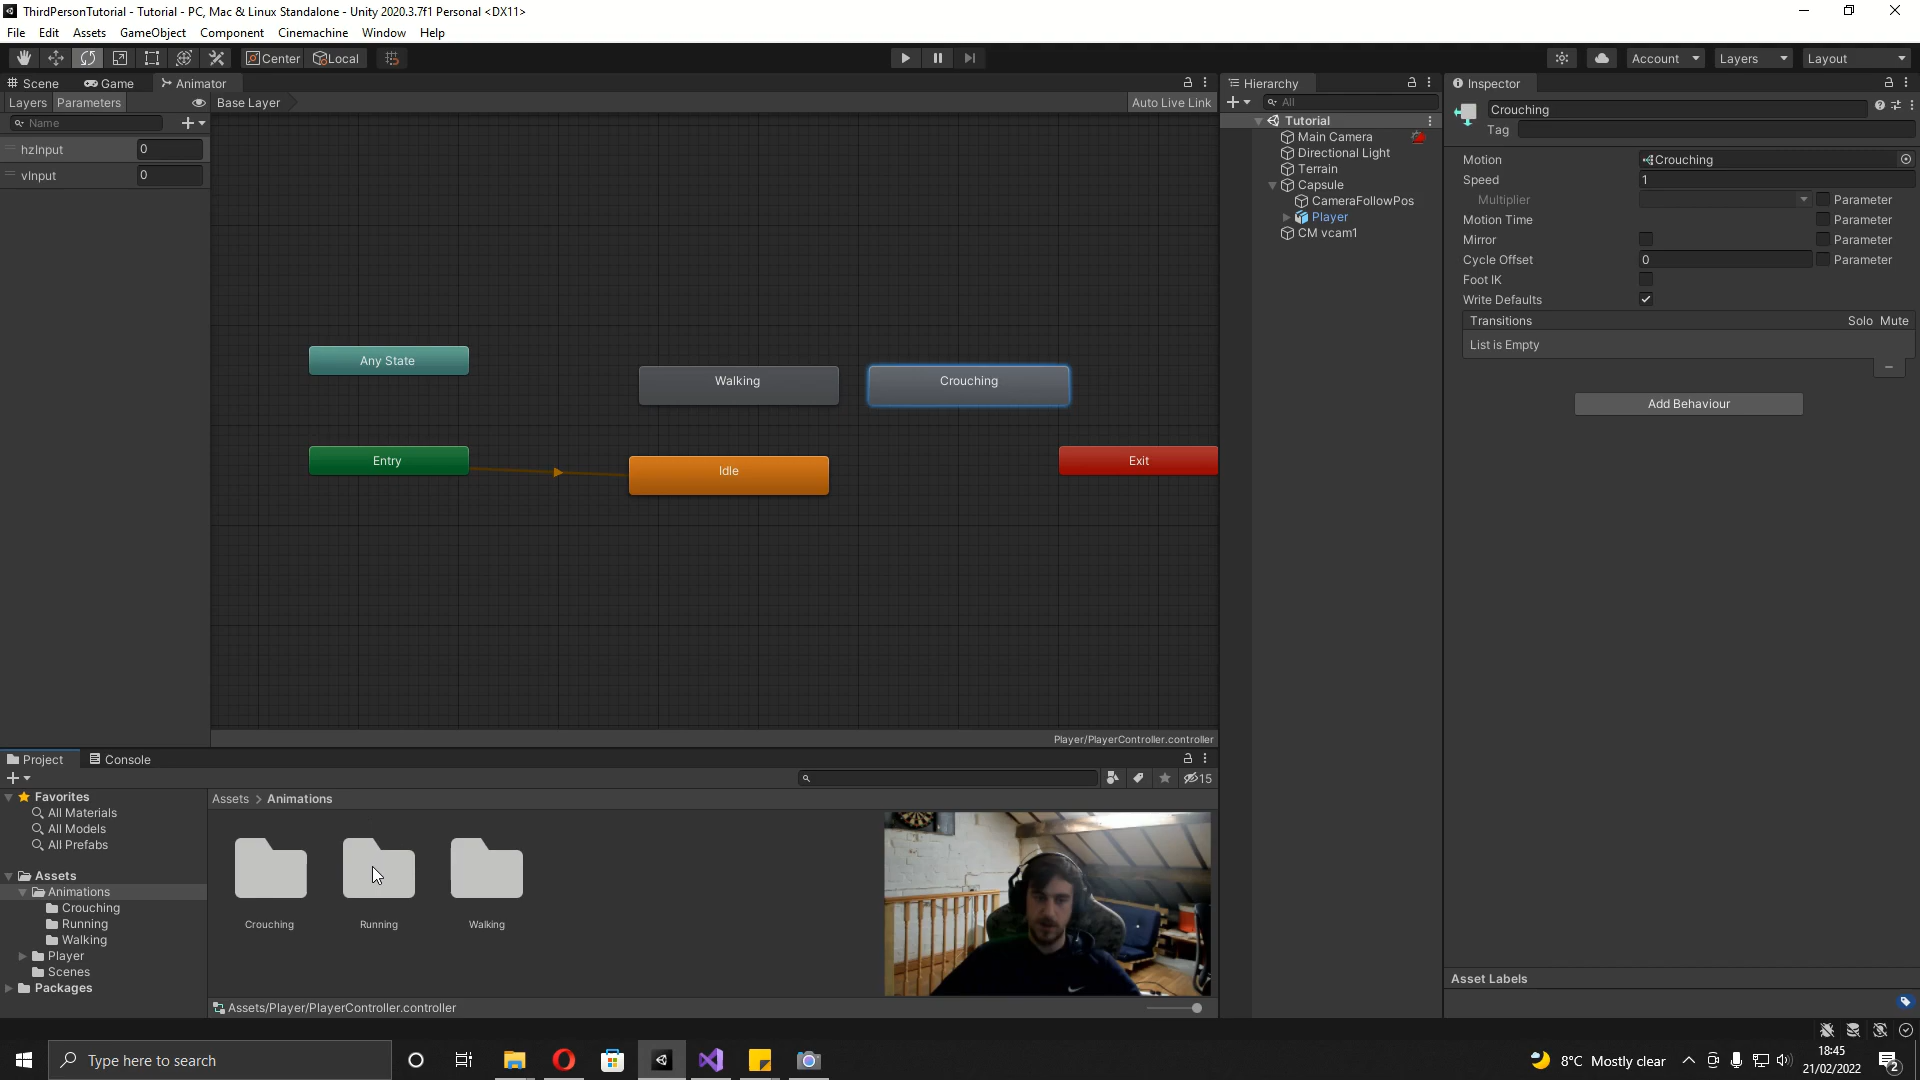 ThirdPersonTutorial - Tutorial - PC, Mac & Linux Standalone - Unity 2020.3.7f1 Personal <DX11>
File Edit Assets GameObject Component Cinemachine Window Help
Center Local
Account Layers Layout
Scene Game Animator
Layers Parameters
Base Layer
Auto Live Link
Name
hzInput 0
vInput 0
Any State
Walking
Crouching
Entry
Idle
Exit
Player/PlayerController.controller
Hierarchy
All
Tutorial
Main Camera
Directional Light
Terrain
Capsule
CameraFollowPos
Player
CM vcam1
Inspector
Crouching
Tag
Motion Crouching
Speed 1
Multiplier Parameter
Motion Time Parameter
Mirror Parameter
Cycle Offset 0 Parameter
Foot IK
Write Defaults
Transitions Solo Mute
List is Empty
Add Behaviour
Asset Labels
Project Console
15
Favorites
All Materials
All Models
All Prefabs
Assets
Animations
Crouching
Running
Walking
Player
Scenes
Packages
Assets > Animations
Crouching Running Walking
Assets/Player/PlayerController.controller
Type here to search
8°C Mostly clear
18:45
21/02/2022
2